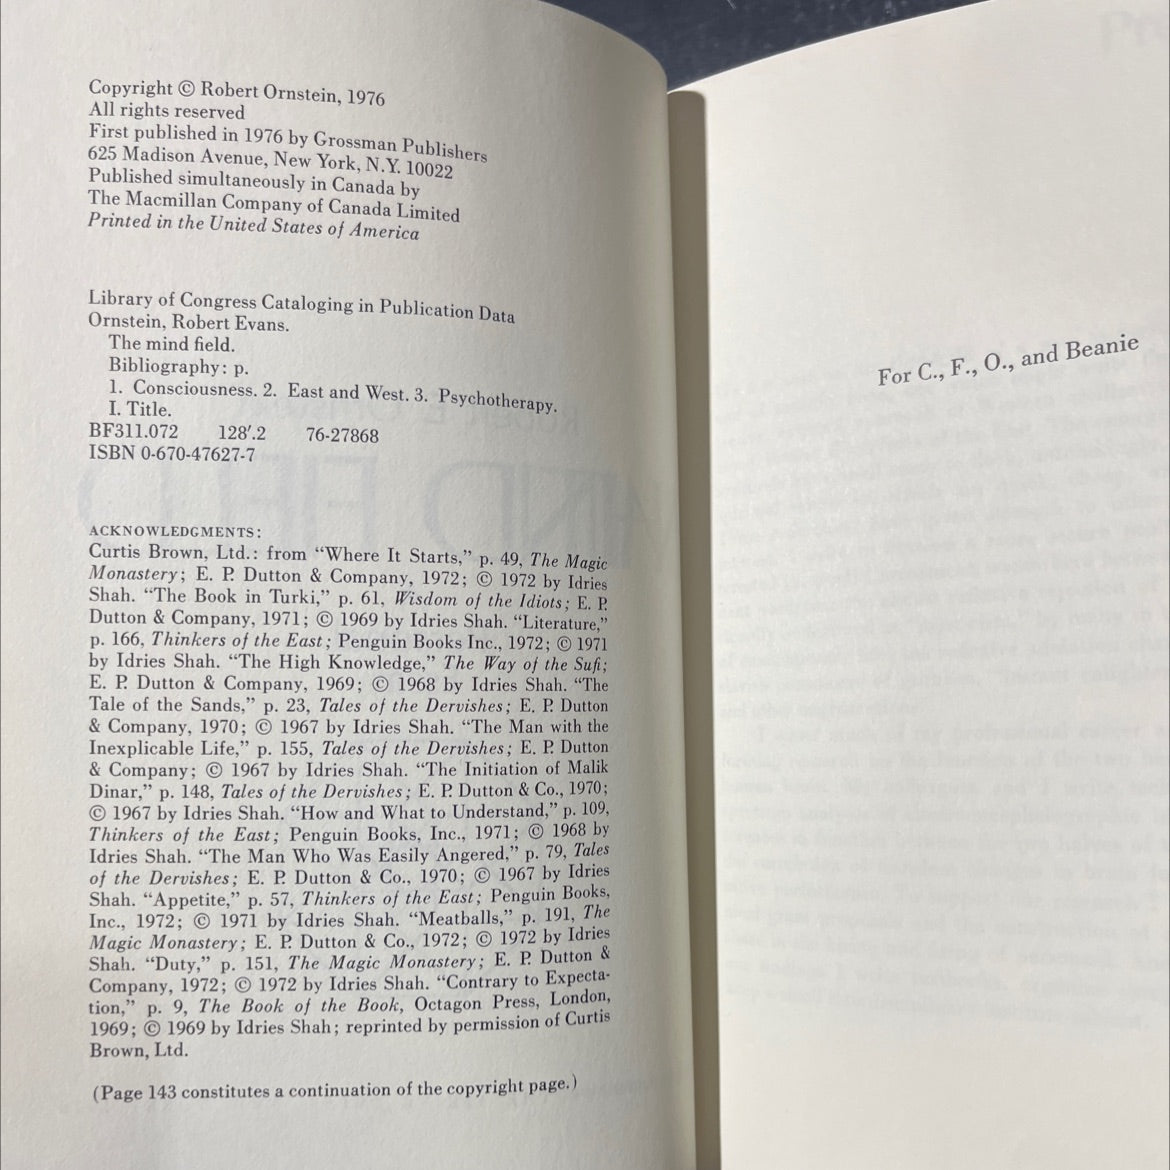 Copyright © Robert Ornstein, 1976
All rights reserved
First published in 1976 by Grossman Publishers
625 Madison Avenue, New York, N.Y. 10022
Published simultaneously in Canada by
The Macmillan Company of Canada Limited
Printed in the United States of America
Library of Congress Cataloging in Publication Data
Ornstein, Robert Evans.
The mind field.
Bibliography: p.
1. Consciousness. 2. East and West. 3. Psychotherapy.
I. Title.
BF311.072 128′.2 76-27868
ISBN 0-670-47627-7
ACKNOWLEDGMENTS:
Curtis Brown, Ltd.: from “Where It Starts,” p. 49, The Magic
Monastery; E. P. Dutton & Company, 1972; © 1972 by Idries
Shah. “The Book in Turki,” p. 61, Wisdom of the Idiots; E. P.
Dutton & Company, 1971; © 1969 by Idries Shah. “Literature,”
p. 166, Thinkers of the East; Penguin Books Inc., 1972; © 1971
by Idries Shah. “The High Knowledge,” The Way of the Sufi;
E. P. Dutton & Company, 1969; © 1968 by Idries Shah. “The
Tale of the Sands,” p. 23, Tales of the Dervishes; E. P. Dutton
& Company, 1970; © 1967 by Idries Shah. “The Man with the
Inexplicable Life,” p. 155, Tales of the Dervishes; E. P. Dutton
& Company; © 1967 by Idries Shah. “The Initiation of Malik
Dinar,” p. 148, Tales of the Dervishes; E. P. Dutton & Co., 1970;
© 1967 by Idries Shah. “How and What to Understand,” p. 109,
Thinkers of the East; Penguin Books, Inc., 1971; © 1968 by
Idries Shah. “The Man Who Was Easily Angered,” p. 79, Tales
of the Dervishes; E. P. Dutton & Co., 1970; © 1967 by Idries
Shah. “Appetite,” p. 57, Thinkers of the East; Penguin Books,
Inc., 1972; © 1971 by Idries Shah. “Meatballs,” p. 191, The
Magic Monastery; E. P. Dutton & Co., 1972; © 1972 by Idries
Shah. “Duty,” p. 151, The Magic Monastery; E. P. Dutton &
Company, 1972; © 1972 by Idries Shah. “Contrary to Expecta-
tion,” p. 9, The Book of the Book, Octagon Press, London,
1969; © 1969 by Idries Shah; reprinted by permission of Curtis
Brown, Ltd.
(Page 143 constitutes a continuation of the copyright page.)
For C., F., O., and Beanie